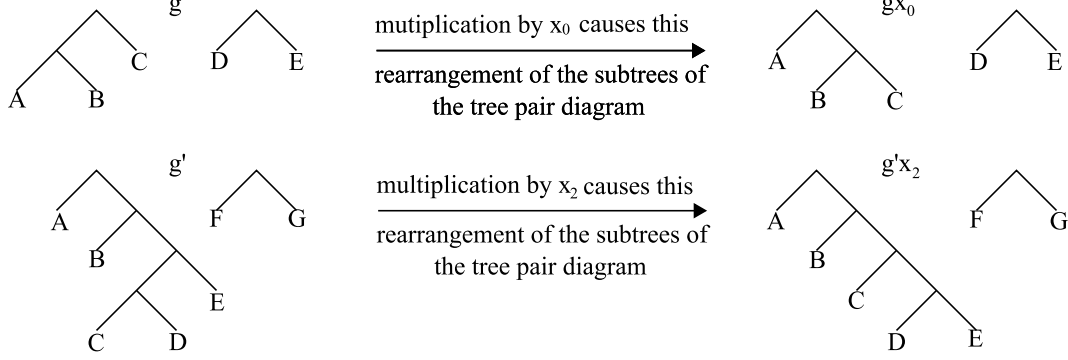 g
mutiplication by x₀ causes this
gx₀
C
D
E
A
B
rearrangement of the subtrees of
the tree pair diagram
A
B
C
D
E
g'
multiplication by x₂ causes this
g'x₂
A
F
G
B
E
C
D
rearrangement of the subtrees of
the tree pair diagram
A
F
G
B
C
D
E